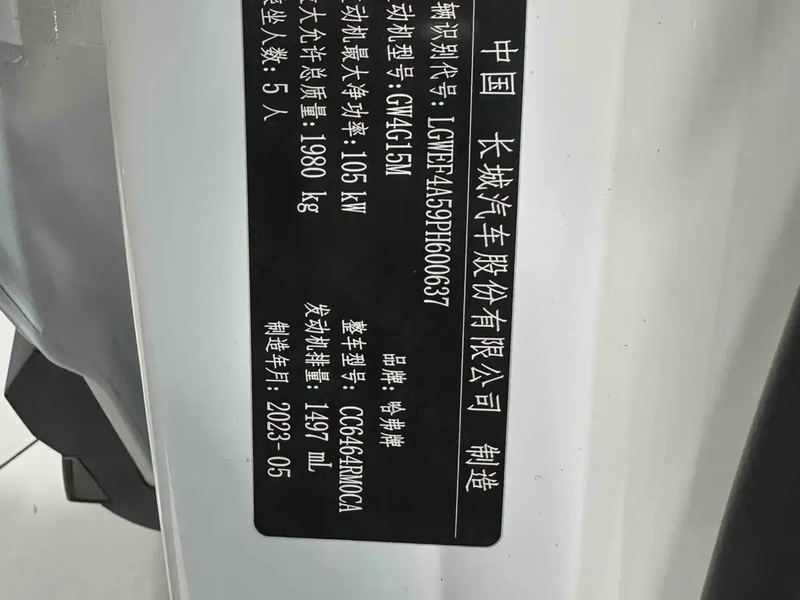 中国 长城汽车股份有限公司 制造
辆识别代号:LGWEF4A59PH600637
品牌:哈弗牌
动机型号:GW4G15M
整车型号:CC6464RM0CA
发动机最大净功率:105 kW
发动机排量:1497 mL
最大允许总质量:1980 kg
制造年月:2023-05
乘坐人数:5 人